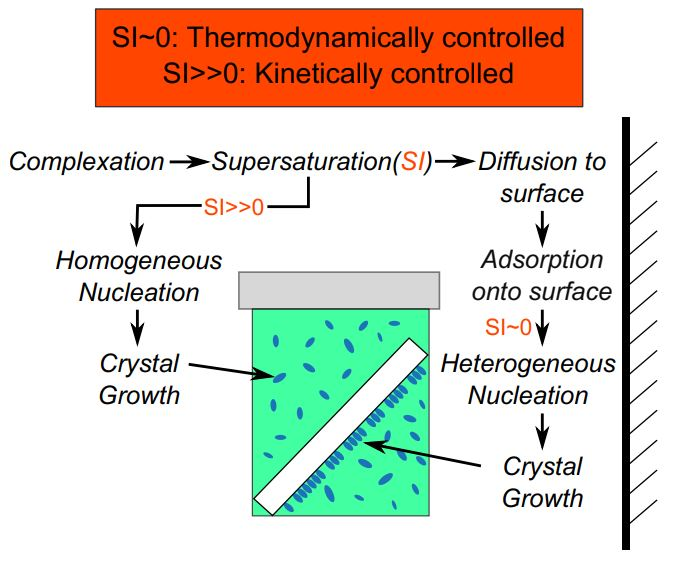 SI~0: Thermodynamically controlled
SI>>0: Kinetically controlled
Complexation
Supersaturation(SI)
Diffusion to
surface
SI>>0
Homogeneous
Nucleation
Crystal
Growth
Adsorption
onto surface
SI~0
Heterogeneous
Nucleation
Crystal
Growth